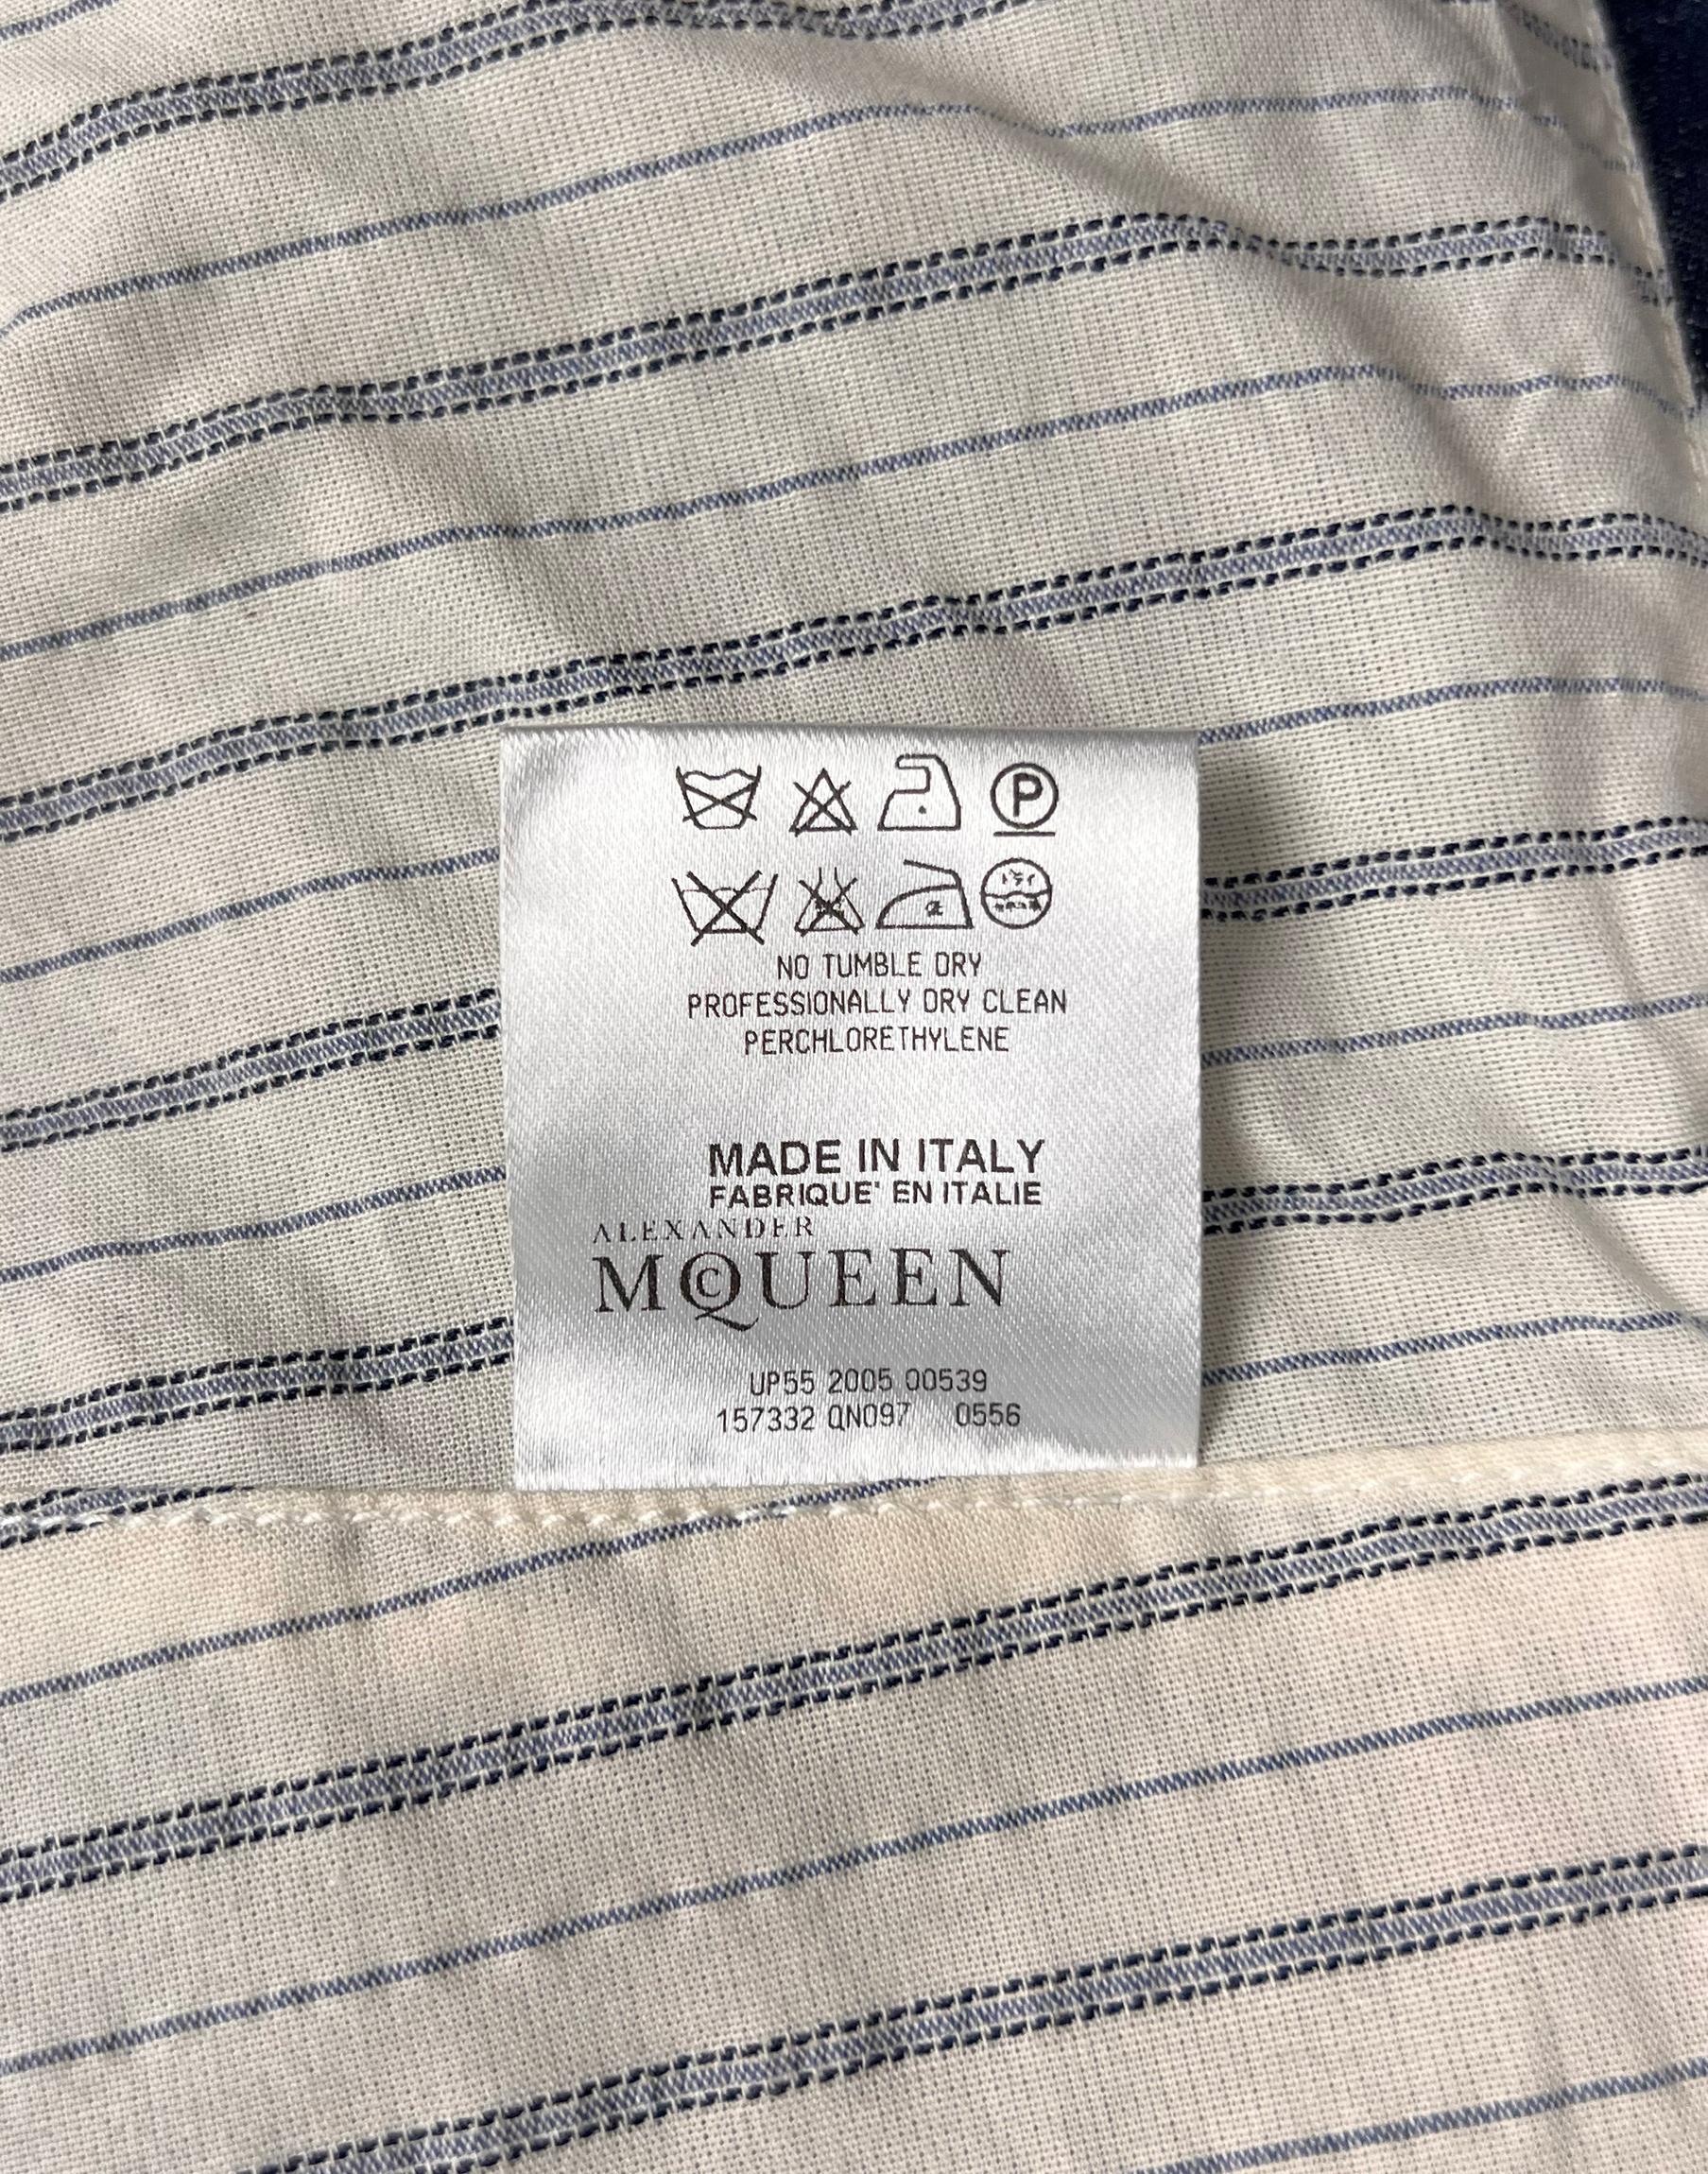 P
NO TUMBLE DRY
PROFESSIONALLY DRY CLEAN
PERCHLORETHYLENE
MADE IN ITALY
FABRIQUE' EN ITALIE
ALEXANDER
MCQUEEN
UP55 2005 00539
157332 QN097 0556